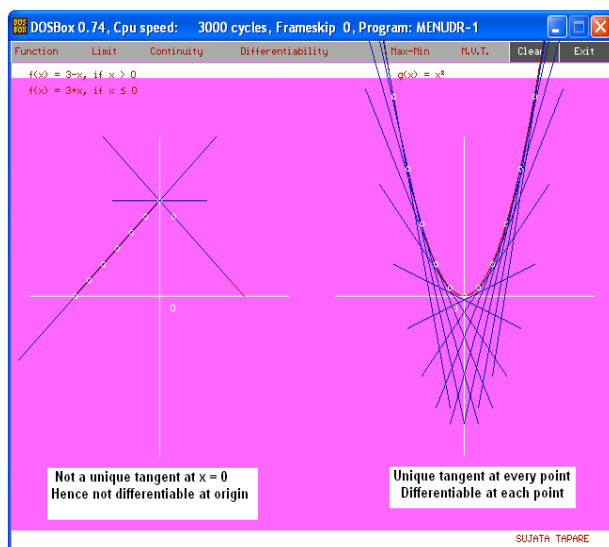 DOSBox 0.74, Cpu speed: 3000 cycles, Frameskip 0, Program: MENUDR~1
Function Limit Continuity Differentiability Max-Min M.V.T. Clear Exit
f(x) = 3-x, if x > 0
f(x) = 3+x, if x ≤ 0
g(x) = x²
0
Not a unique tangent at x = 0
Hence not differentiable at origin
Unique tangent at every point
Differentiable at each point
SUJATA TAPARE